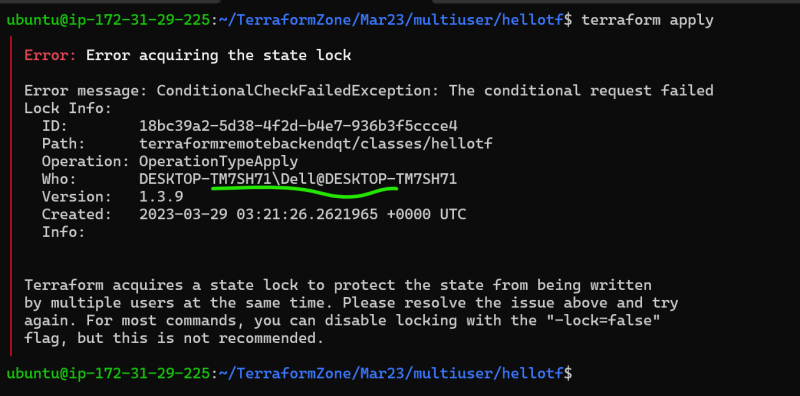 ubuntu@ip-172-31-29-225:~/TerraformZone/Mar23/multiuser/hellotf$ terraform apply
Error: Error acquiring the state lock
Error message: ConditionalCheckFailedException: The conditional request failed
Lock Info:
ID: 18bc39a2-5d38-4f2d-b4e7-936b3f5ccce4
Path: terraformremotebackendqt/classes/hellotf
Operation: OperationTypeApply
Who: DESKTOP-TM7SH71\Dell@DESKTOP-TM7SH71
Version: 1.3.9
Created: 2023-03-29 03:21:26.2621965 +0000 UTC
Info:
Terraform acquires a state lock to protect the state from being written
by multiple users at the same time. Please resolve the issue above and try
again. For most commands, you can disable locking with the "-lock=false"
flag, but this is not recommended.
ubuntu@ip-172-31-29-225:~/TerraformZone/Mar23/multiuser/hellotf$